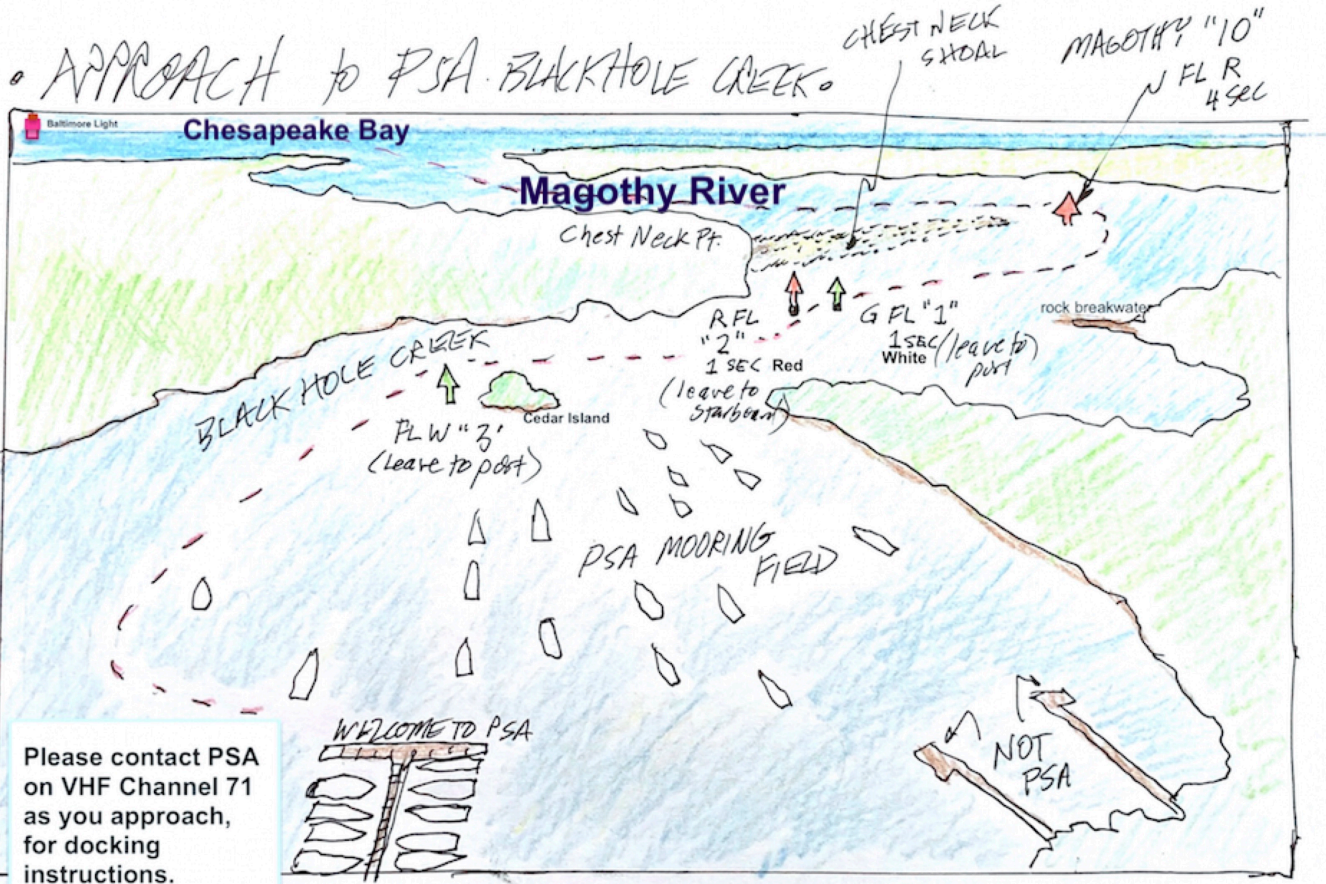 • APPROACH to PSA. BLACKHOLE CREEK•
CHEST NECK
SHOAL
MAGOTHY "10"
FL R
4 SEC
Baltimore Light
Chesapeake Bay
Magothy River
Chest Neck Pt.
rock breakwater
R FL
"2"
1 SEC Red
(leave to
starboard)
G FL "1"
1 SEC
White (leave to)
port
BLACK HOLE CREEK
Cedar Island
FL W "3"
(leave to port)
PSA MOORING
FIELD
WELCOME TO PSA
NOT
PSA
Please contact PSA
on VHF Channel 71
as you approach,
for docking
instructions.